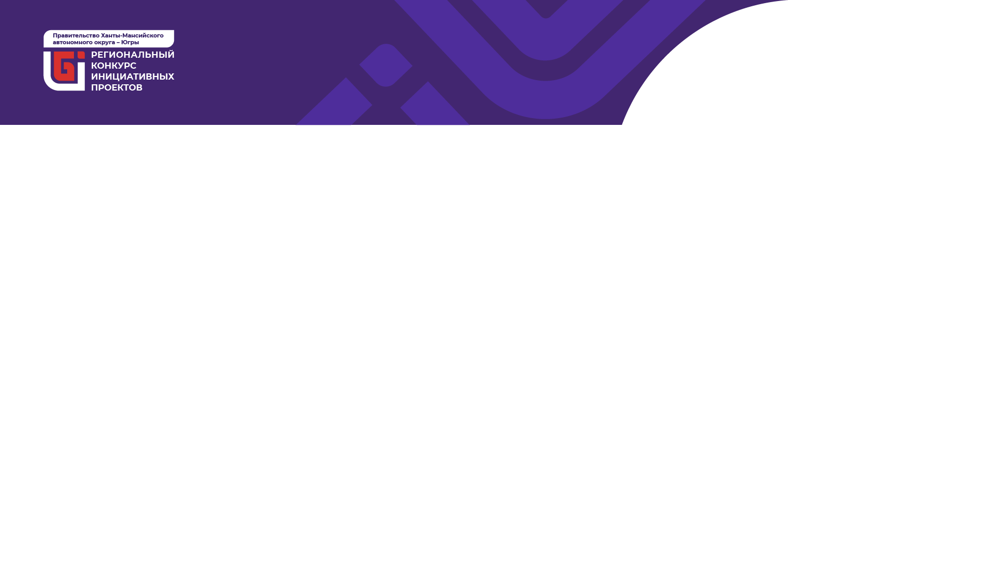 Правительство Ханты-Мансийского
автономного округа – Югры
РЕГИОНАЛЬНЫЙ
КОНКУРС
ИНИЦИАТИВНЫХ
ПРОЕКТОВ